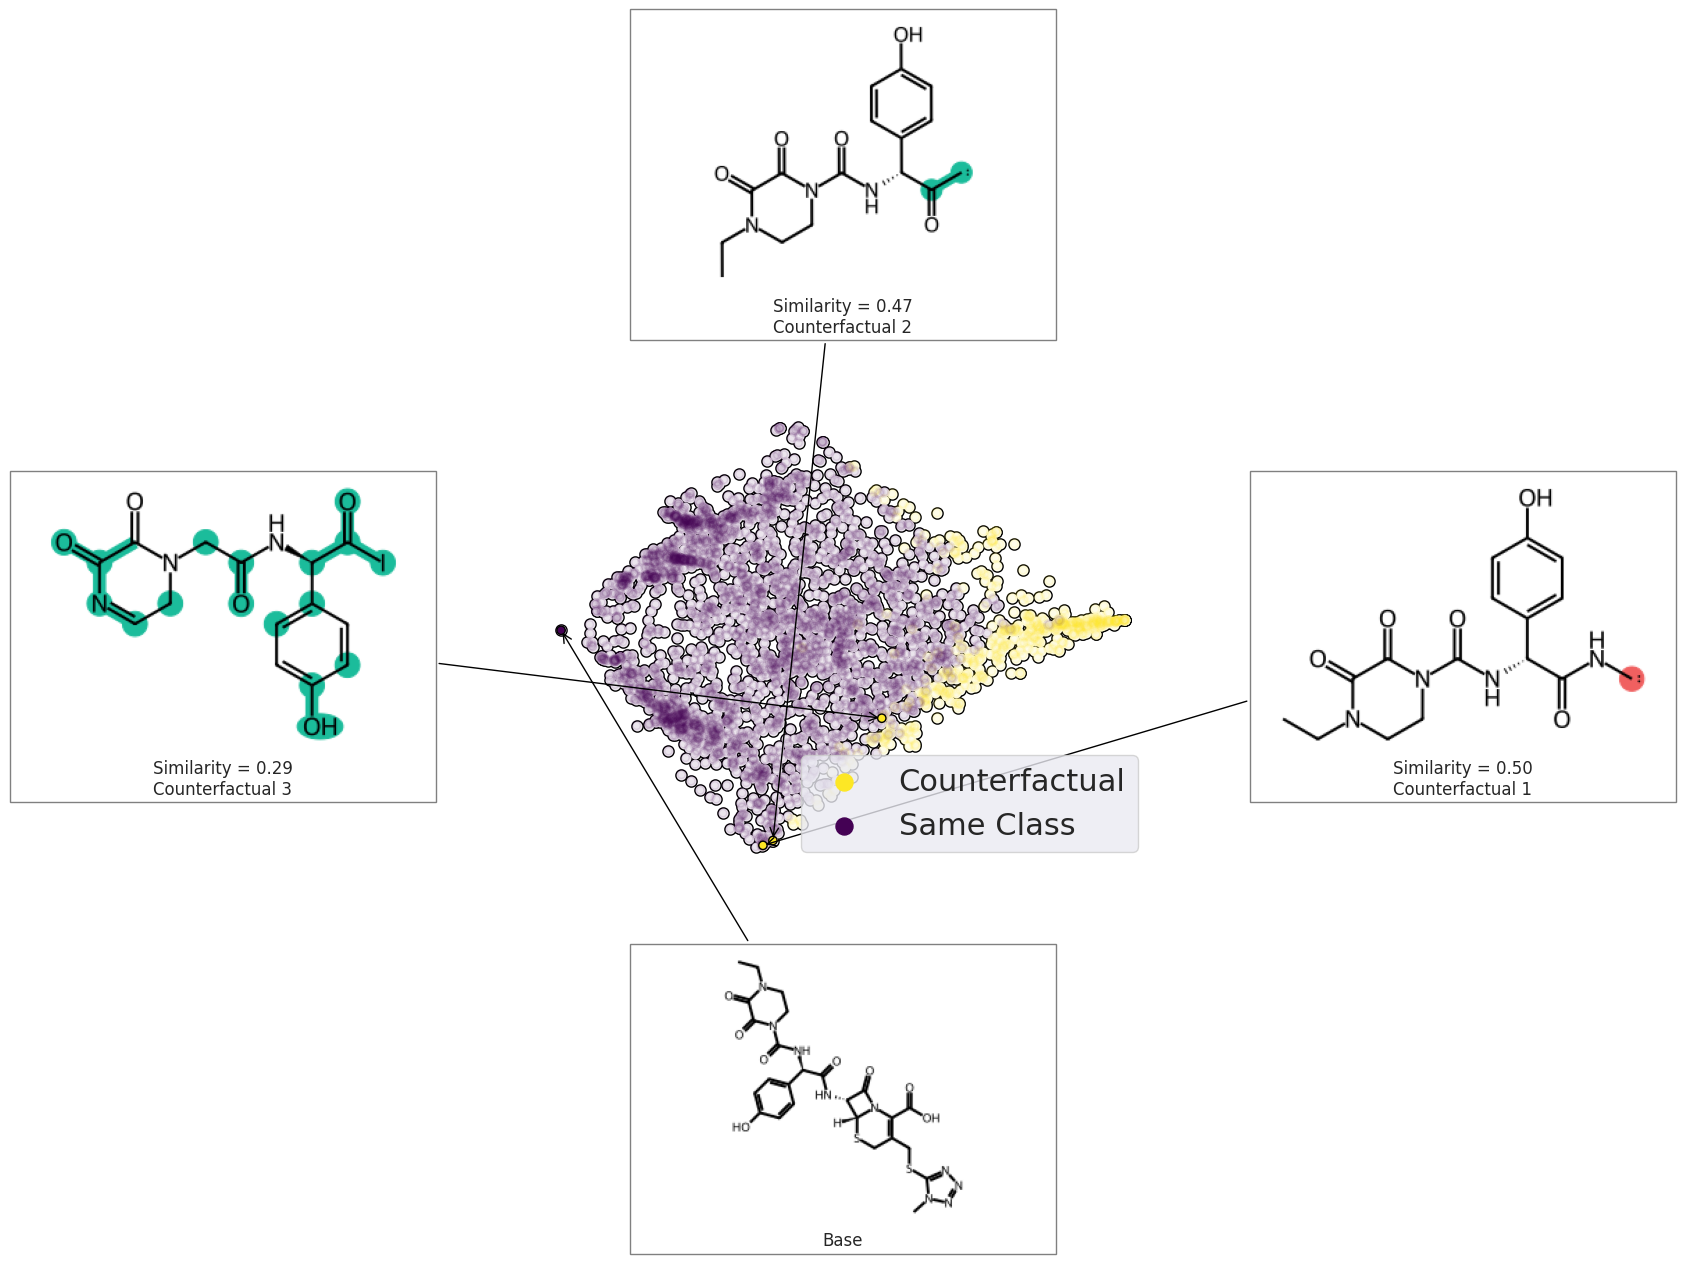 OH
O
O
O
N
N
H
N
O
Similarity = 0.47
Counterfactual 2
O
H
N
O
O
N
O
I
N
O
OH
Similarity = 0.29
Counterfactual 3
OH
O
O
O
H
N
N
N
H
N
O
Similarity = 0.50
Counterfactual 1
Counterfactual
Same Class
N
O
O
N
O
NH
O
HO
HN
O
H
N
S
O
OH
S
N
N
N
N
Base